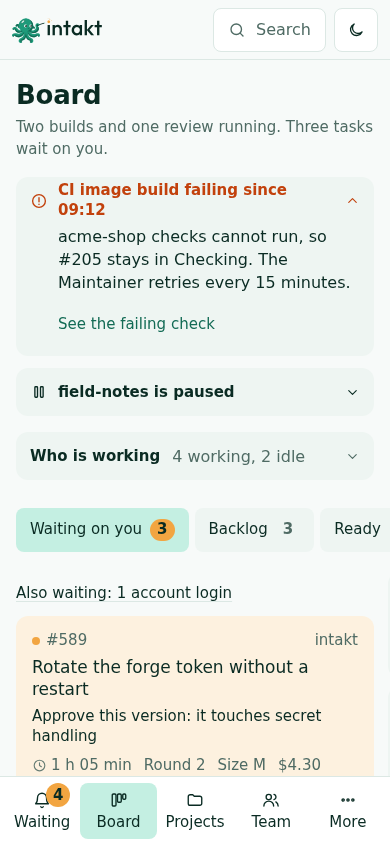 intakt
Search
Board
Two builds and one review running. Three tasks
wait on you.
CI image build failing since
09:12
acme-shop checks cannot run, so
#205 stays in Checking. The
Maintainer retries every 15 minutes.
See the failing check
field-notes is paused
Who is working 4 working, 2 idle
Waiting on you 3 Backlog 3 Ready
Also waiting: 1 account login
#589 intakt
Rotate the forge token without a
restart
Approve this version: it touches secret
handling
1 h 05 min Round 2 Size M $4.30
4
Waiting Board Projects Team More